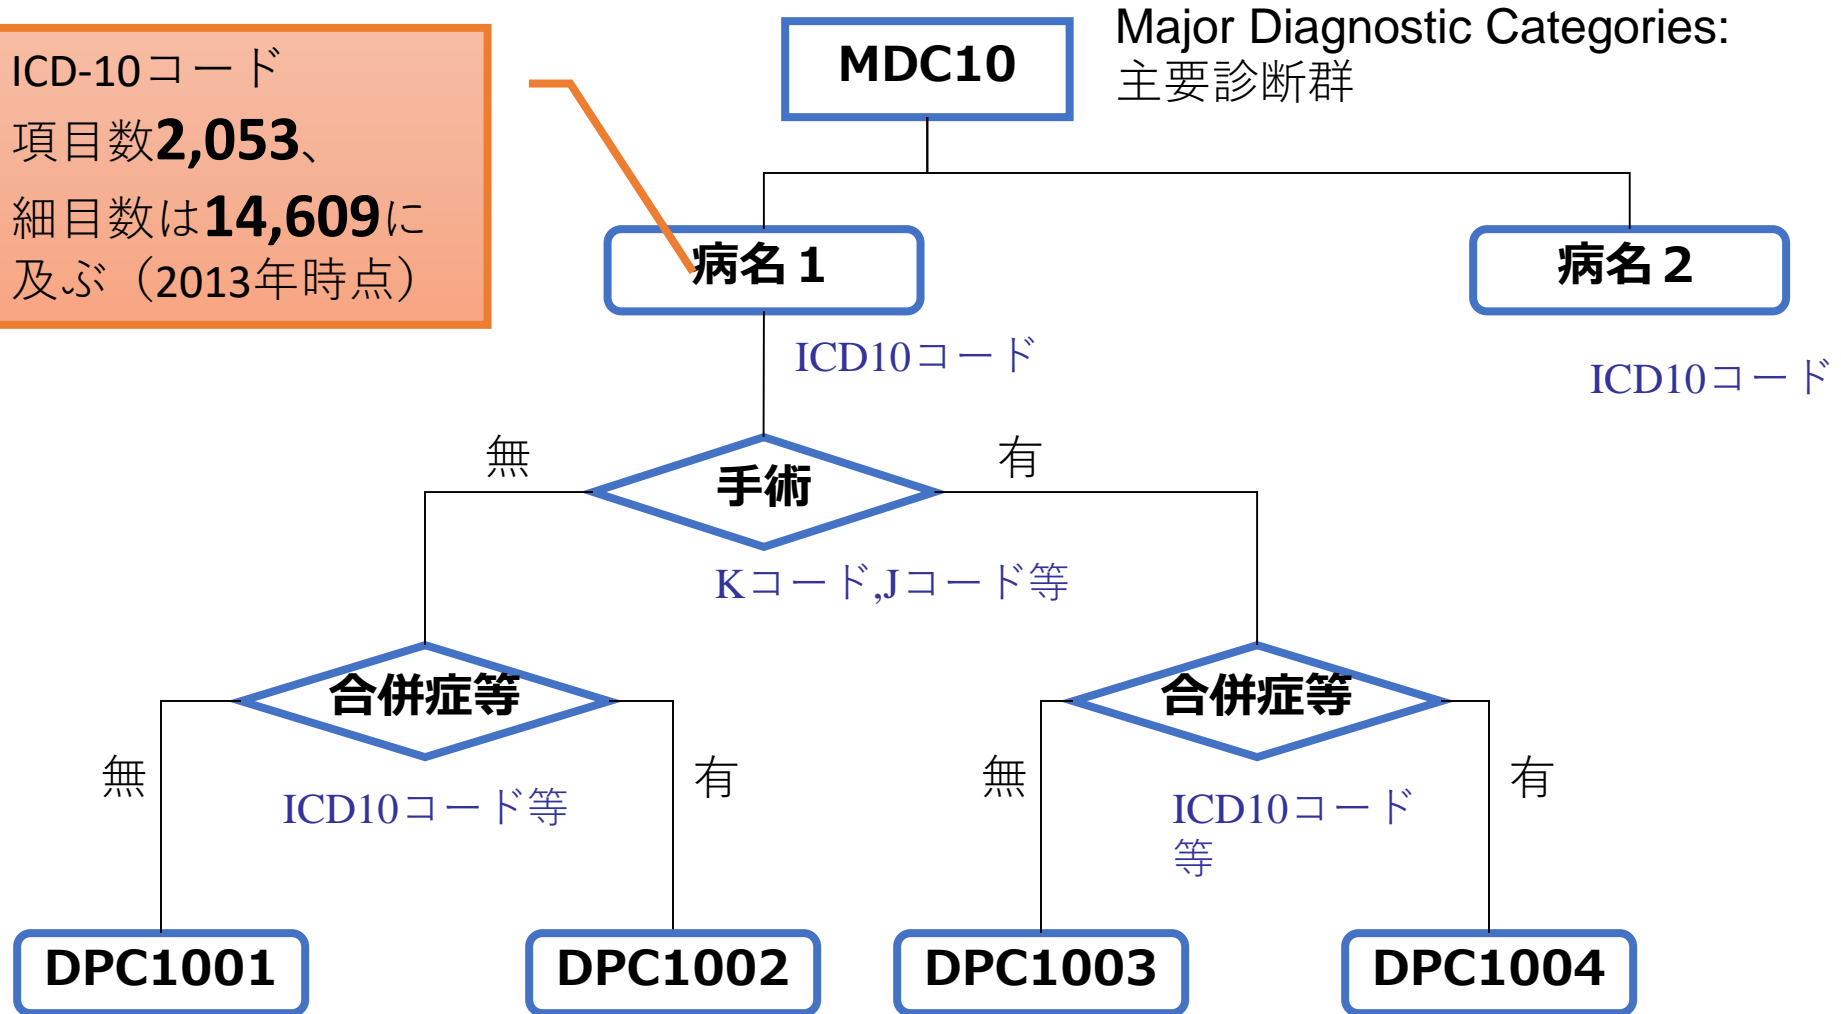 ICD-10コード
項目数2,053、
細目数は14,609に
及ぶ（2013年時点）
MDC10
Major Diagnostic Categories:
主要診断群
病名１
病名２
ICD10コード
ICD10コード
無
手術
有
Kコード,Jコード等
合併症等
合併症等
無
ICD10コード等
有
無
ICD10コード
等
有
DPC1001
DPC1002
DPC1003
DPC1004